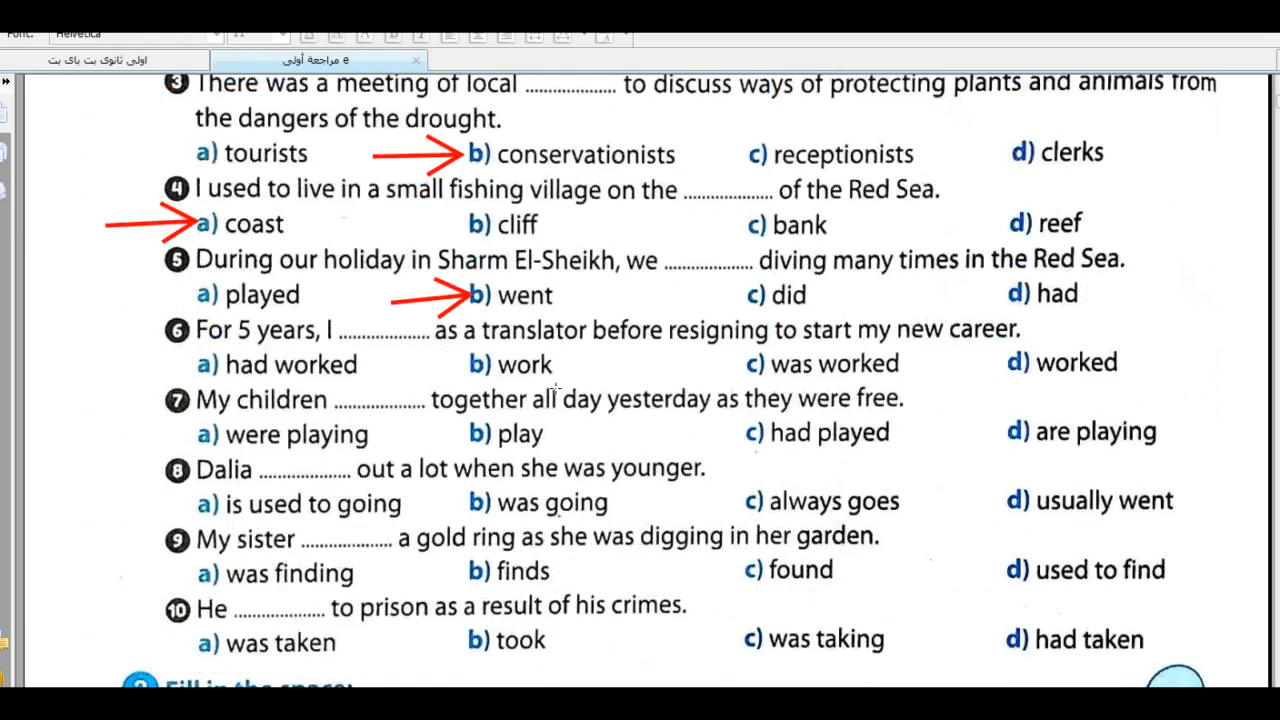 Helvetica
اولى ثانوى بت باى بت
مراجعة أولى e
3 There was a meeting of local .................... to discuss ways of protecting plants and animals from
the dangers of the drought.
a) tourists b) conservationists c) receptionists d) clerks
4 I used to live in a small fishing village on the .................... of the Red Sea.
a) coast b) cliff c) bank d) reef
5 During our holiday in Sharm El-Sheikh, we .................... diving many times in the Red Sea.
a) played b) went c) did d) had
6 For 5 years, I .................... as a translator before resigning to start my new career.
a) had worked b) work c) was worked d) worked
7 My children .................... together all day yesterday as they were free.
a) were playing b) play c) had played d) are playing
8 Dalia .................... out a lot when she was younger.
a) is used to going b) was going c) always goes d) usually went
9 My sister .................... a gold ring as she was digging in her garden.
a) was finding b) finds c) found d) used to find
10 He .................... to prison as a result of his crimes.
a) was taken b) took c) was taking d) had taken
Fill in the space: